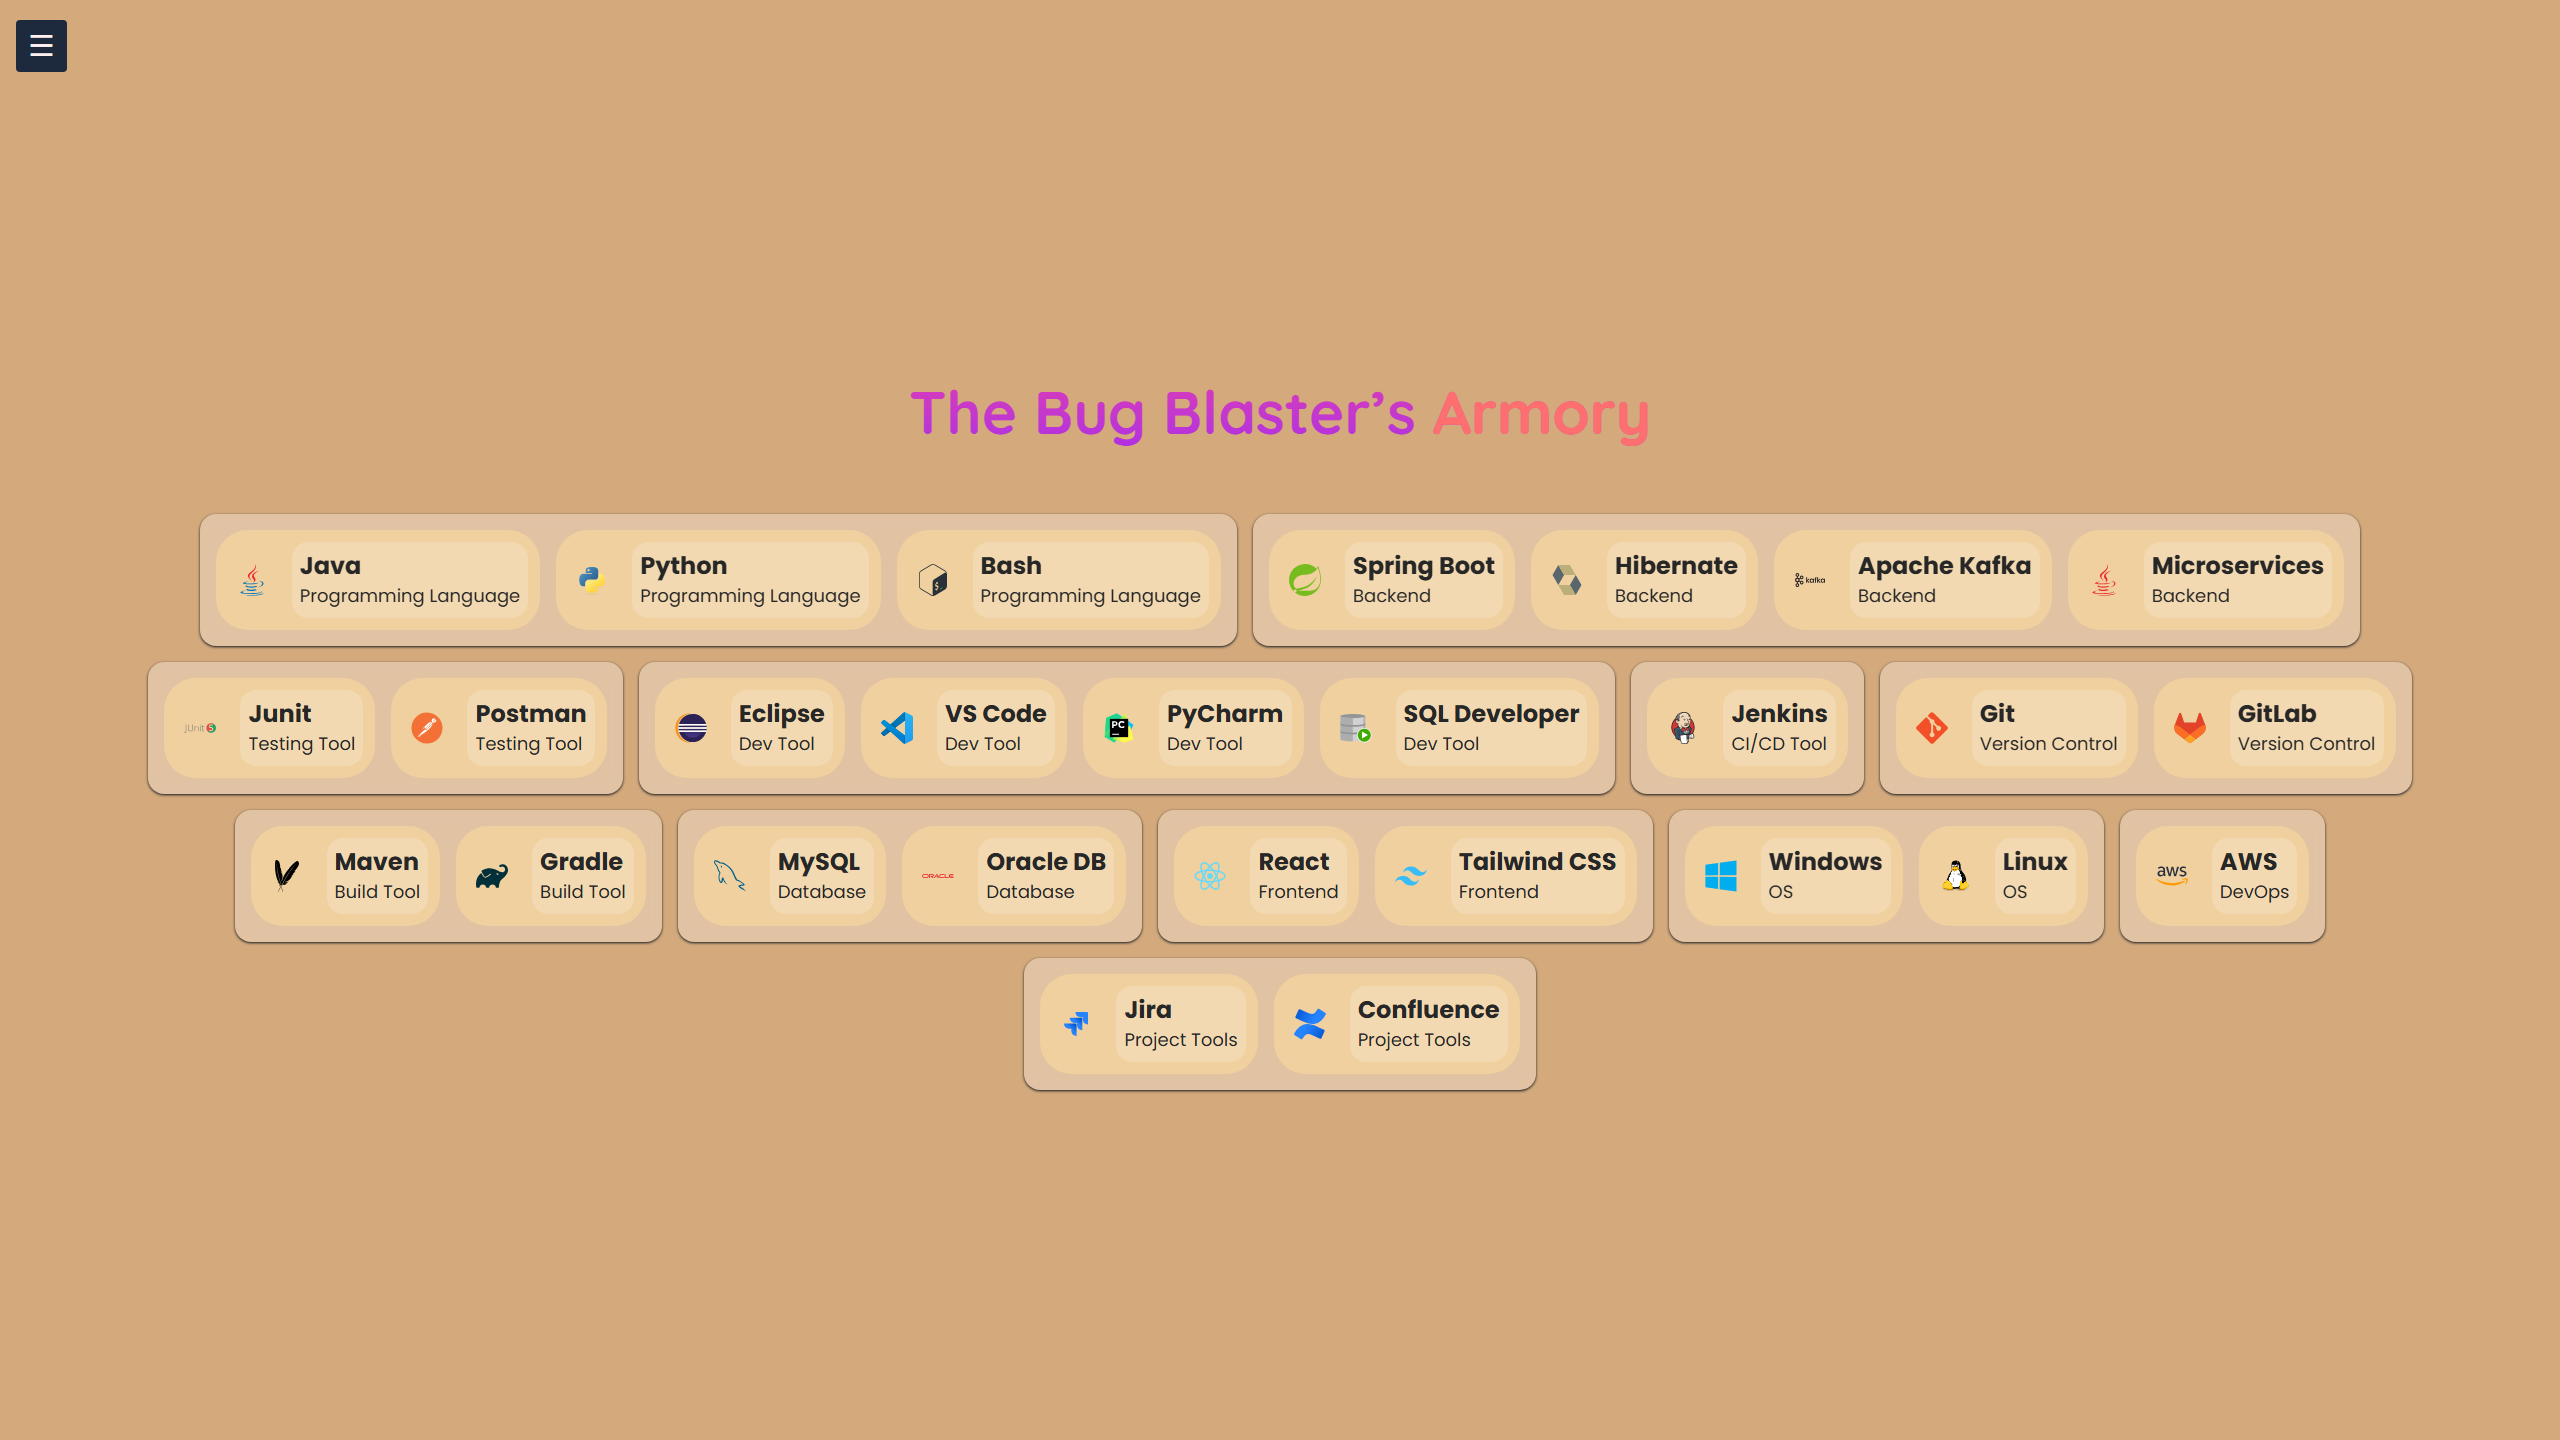 The Bug Blaster’s Armory
Java
Programming Language
Python
Programming Language
Bash
Programming Language
Spring Boot
Backend
Hibernate
Backend
kafka
Apache Kafka
Backend
Microservices
Backend
JUnit 5
Junit
Testing Tool
Postman
Testing Tool
Eclipse
Dev Tool
VS Code
Dev Tool
PC
PyCharm
Dev Tool
SQL Developer
Dev Tool
Jenkins
CI/CD Tool
Git
Version Control
GitLab
Version Control
Maven
Build Tool
Gradle
Build Tool
MySQL
Database
ORACLE
Oracle DB
Database
React
Frontend
Tailwind CSS
Frontend
Windows
OS
Linux
OS
aws
AWS
DevOps
Jira
Project Tools
Confluence
Project Tools